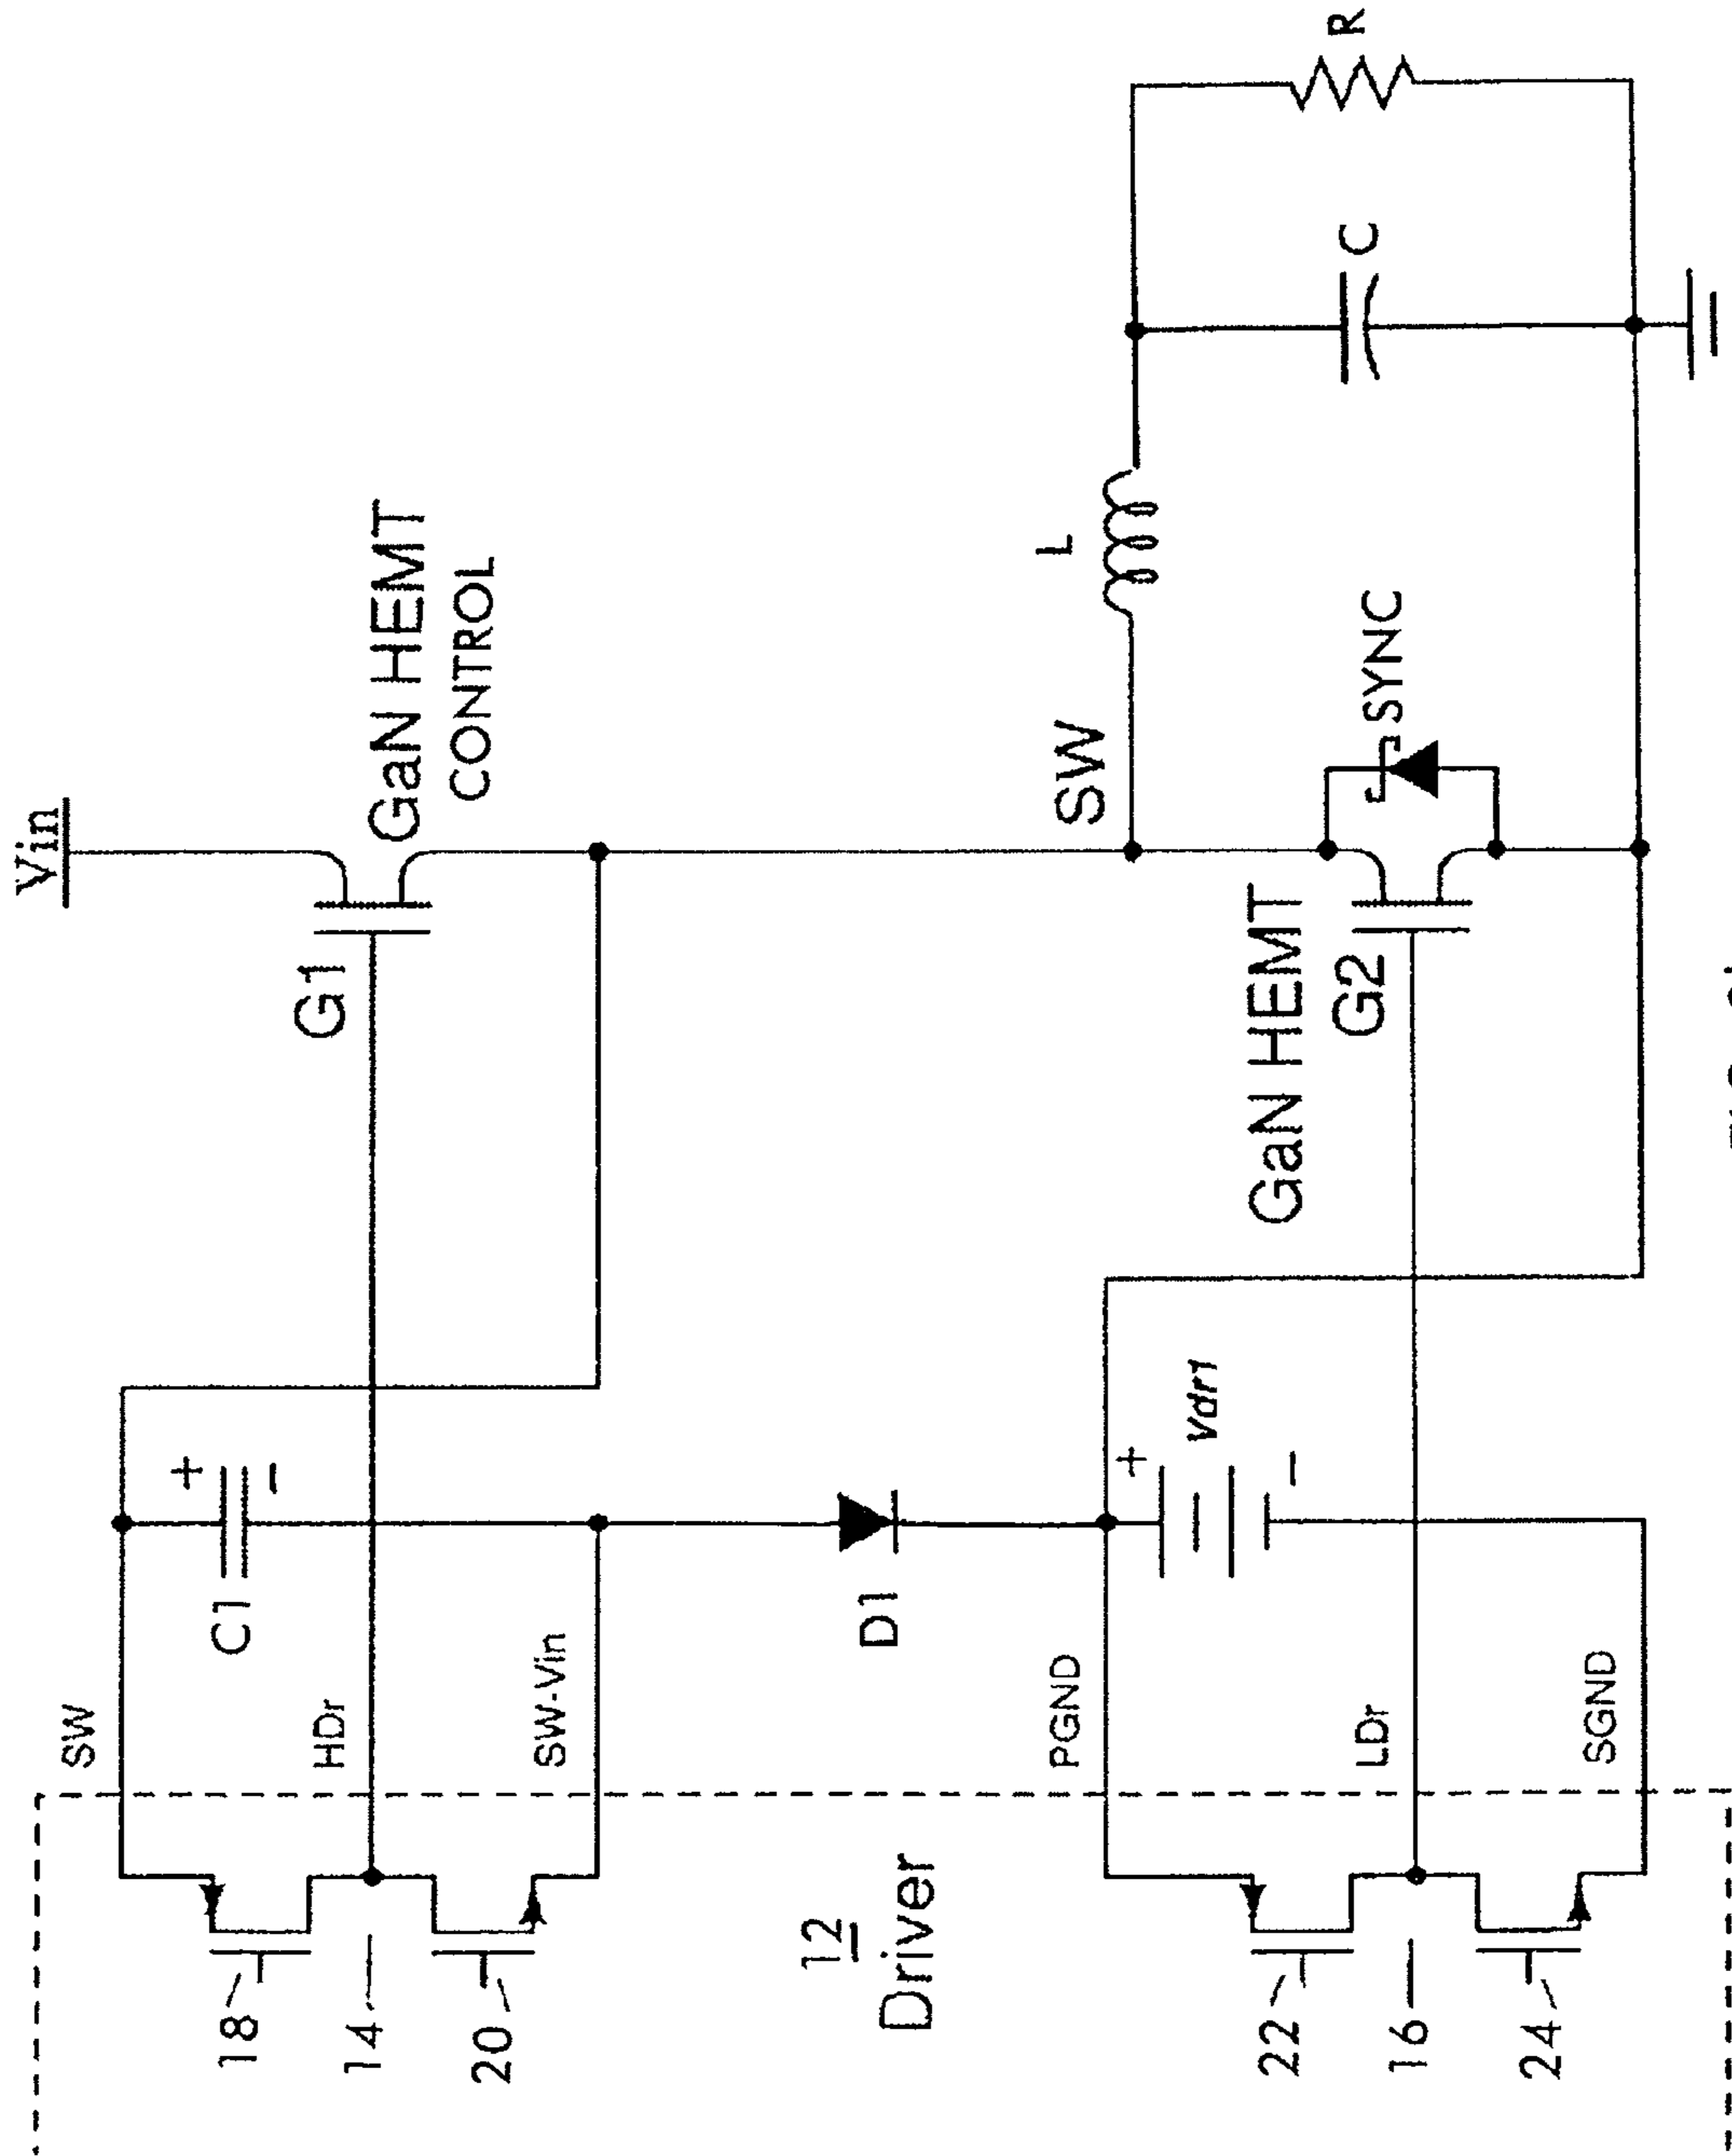 Vin
G1
GaN HEMT
CONTROL
SW
C1
+
-
HDr
SW-Vin
18
14
20
12
Driver
D1
SW
L
C
R
GaN HEMT
G2
SYNC
PGND
+
Vdr1
-
LDr
SGND
22
16
24